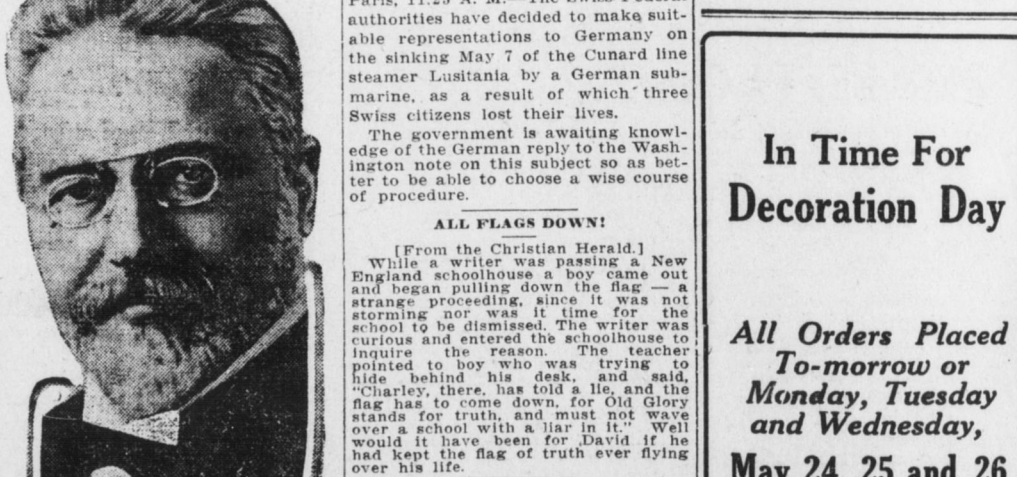 Paris, 11:25 A. M.—The Swiss Federal
authorities have decided to make suit-
able representations to Germany on
the sinking May 7 of the Cunard line
steamer Lusitania by a German sub-
marine, as a result of which three
Swiss citizens lost their lives.
The government is awaiting knowl-
edge of the German reply to the Wash-
ington note on this subject so as bet-
ter to be able to choose a wise course
of procedure.
ALL FLAGS DOWN!
[From the Christian Herald.]
While a writer was passing a New
England schoolhouse a boy came out
and began pulling down the flag — a
strange proceeding, since it was not
storming nor was it time for the
school to be dismissed. The writer was
curious and entered the schoolhouse to
inquire the reason. The teacher
pointed to boy who was trying to
hide behind his desk, and said,
"Charley, there, has told a lie, and the
flag has to come down, for Old Glory
stands for truth, and must not wave
over a school with a liar in it." Well
would it have been for David if he
had kept the flag of truth ever flying
over his life.
In Time For
Decoration Day
All Orders Placed
To-morrow or
Monday, Tuesday
and Wednesday,
May 24, 25 and 26